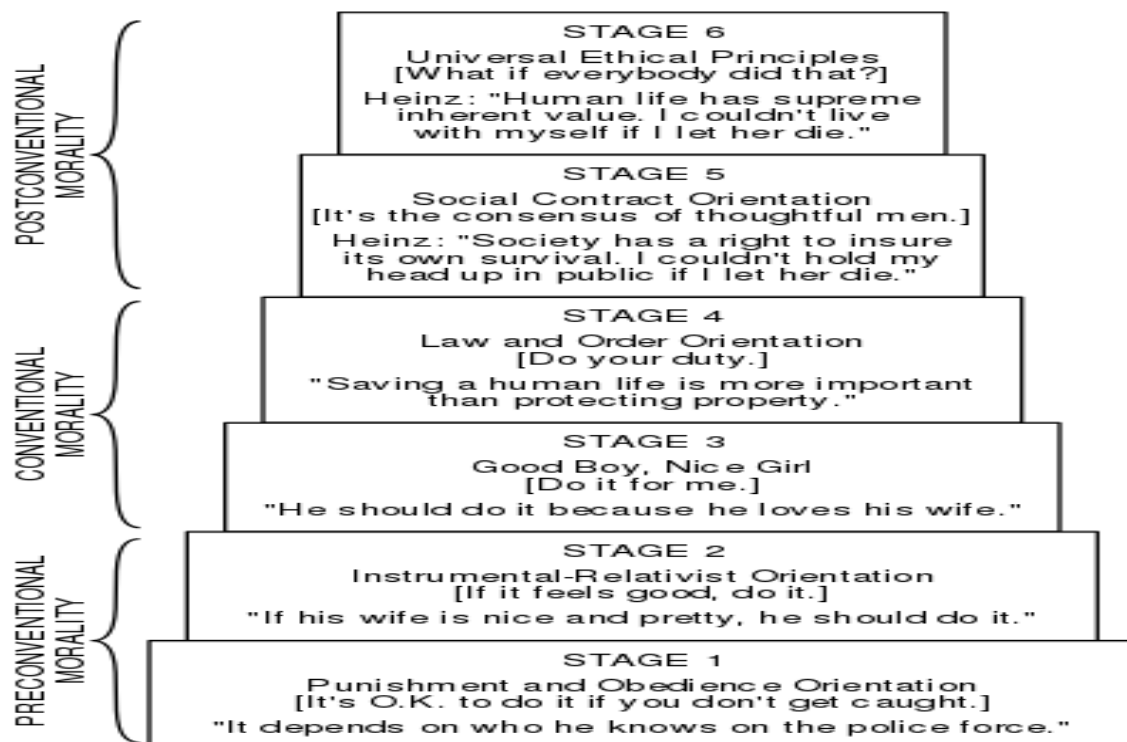 POSTCONVENTIONAL
MORALITY
STAGE 6
Universal Ethical Principles
[What if everybody did that?]
Heinz: "Human life has supreme
inherent value. I couldn't live
with myself if I let her die."
STAGE 5
Social Contract Orientation
[It's the consensus of thoughtful men.]
Heinz: "Society has a right to insure
its own survival. I couldn't hold my
head up in public if I let her die."
CONVENTIONAL
MORALITY
STAGE 4
Law and Order Orientation
[Do your duty.]
"Saving a human life is more important
than protecting property."
STAGE 3
Good Boy, Nice Girl
[Do it for me.]
"He should do it because he loves his wife."
PRECONVENTIONAL
MORALITY
STAGE 2
Instrumental-Relativist Orientation
[If it feels good, do it.]
"If his wife is nice and pretty, he should do it."
STAGE 1
Punishment and Obedience Orientation
[It's O.K. to do it if you don't get caught.]
"It depends on who he knows on the police force."